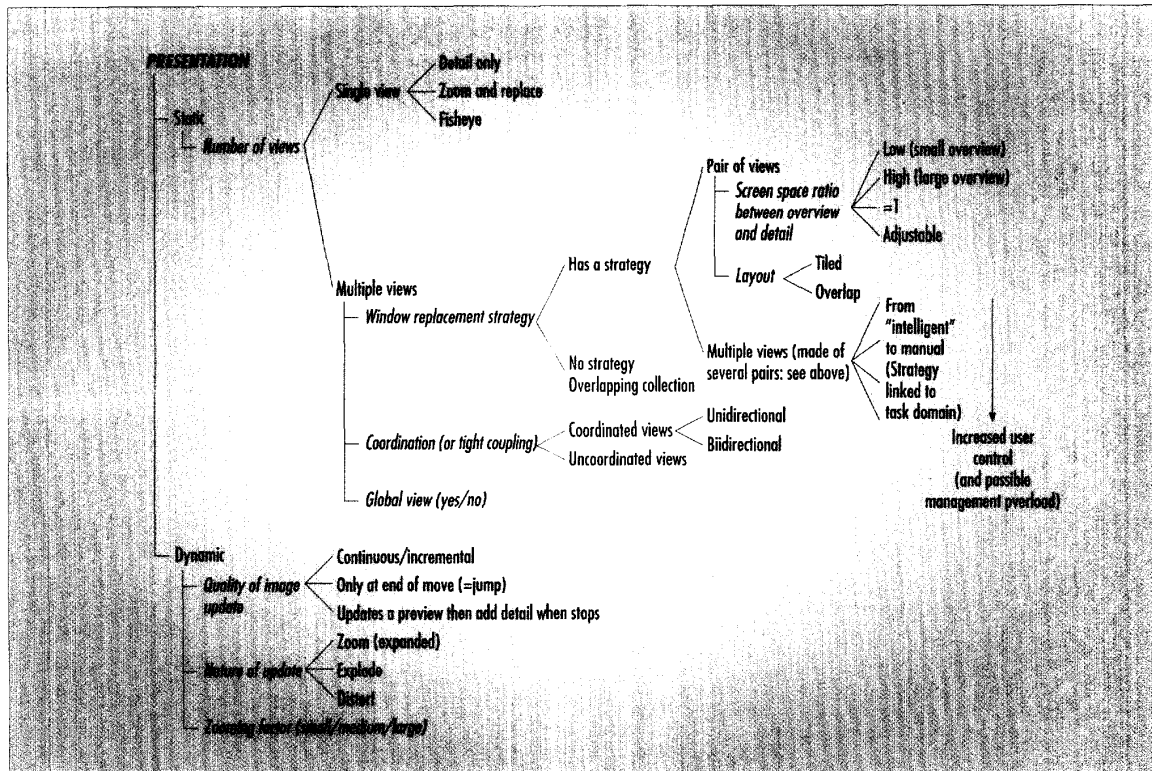 PRESENTATION
Static
Number of views
Single view
Detail only
Zoom and replace
Fisheye
Multiple views
Window replacement strategy
Has a strategy
Pair of views
Screen space ratio
between overview
and detail
Low (small overview)
High (large overview)
=1
Adjustable
Layout
Tiled
Overlap
Multiple views (made of
several pairs: see above)
From
"intelligent"
to manual
(Strategy
linked to
task domain)
Increased user
control
(and possible
management pverload)
No strategy
Overlapping collection
Coordination (or tight coupling)
Coordinated views
Unidirectional
Biidirectional
Uncoordinated views
Global view (yes/no)
Dynamic
Quality of image
update
Continuous/incremental
Only at end of move (=jump)
Updates a preview then add detail when stops
Nature of update
Zoom (expanded)
Explode
Distort
Zooming factor (small/medium/large)